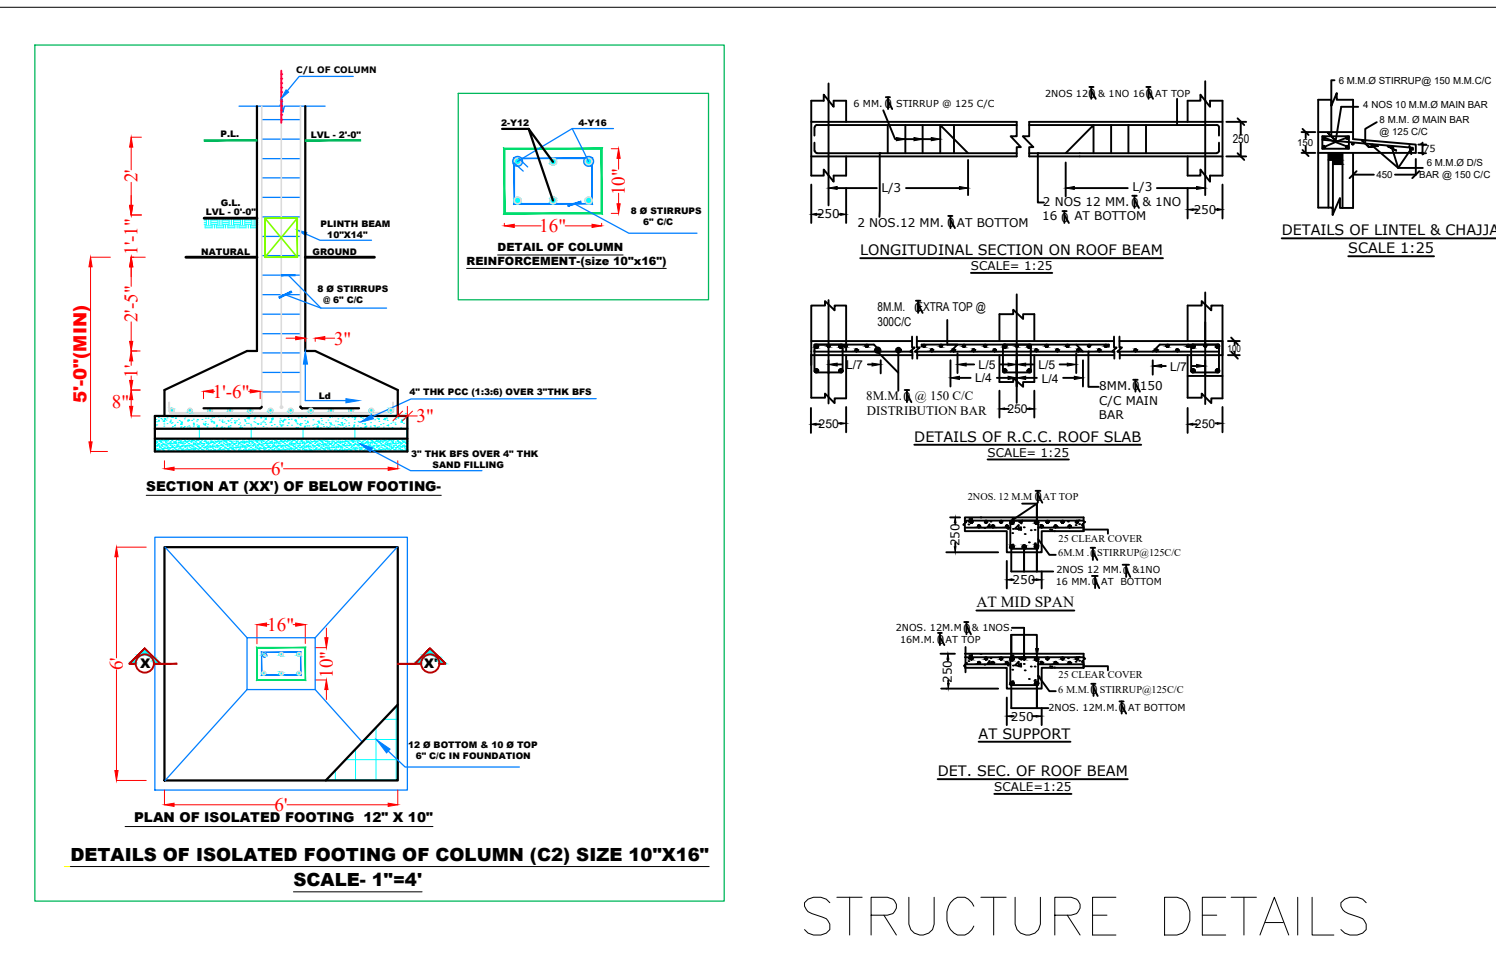 C/L OF COLUMN
P.L.
LVL - 2'-0"
2'
G.L.
LVL - 0'-0"
1'-1"
PLINTH BEAM
10"X14"
NATURAL
GROUND
8 Ø STIRRUPS
@ 6" C/C
2'-5"
5'-0"(MIN)
3"
1'
1'-6"
Ld
8"
4" THK PCC (1:3:6) OVER 3"THK BFS
3"
3" THK BFS OVER 4" THK
SAND FILLING
6'
SECTION AT (XX') OF BELOW FOOTING-
2-Y12
4-Y16
10"
8 Ø STIRRUPS
6" C/C
16"
DETAIL OF COLUMN
REINFORCEMENT-(size 10"x16")
16"
10"
6'
X
X'
12 Ø BOTTOM & 10 Ø TOP
6" C/C IN FOUNDATION
6'
PLAN OF ISOLATED FOOTING 12" X 10"
DETAILS OF ISOLATED FOOTING OF COLUMN (C2) SIZE 10"X16"
SCALE- 1"=4'
6 MM. Ø STIRRUP @ 125 C/C
2NOS 12 & 1NO 16 AT TOP
250
L/3
L/3
250
250
2 NOS.12 MM. AT BOTTOM
2 NOS 12 MM. & 1NO
16 AT BOTTOM
LONGITUDINAL SECTION ON ROOF BEAM
SCALE= 1:25
6 M.M.Ø STIRRUP@ 150 M.M.C/C
4 NOS 10 M.M.Ø MAIN BAR
8 M.M. Ø MAIN BAR
@ 125 C/C
150
75
6 M.M.Ø D/S
BAR @ 150 C/C
450
DETAILS OF LINTEL & CHAJJA
SCALE 1:25
8M.M. EXTRA TOP @
300C/C
100
L/7
L/5
L/5
L/7
L/4
L/4
8M.M. @ 150 C/C
DISTRIBUTION BAR
8MM. 150
C/C MAIN
BAR
250
250
250
DETAILS OF R.C.C. ROOF SLAB
SCALE= 1:25
2NOS. 12 M.M AT TOP
250
25 CLEAR COVER
6M.M . STIRRUP@125C/C
2NOS 12 MM. &1NO
16 MM. AT BOTTOM
250
AT MID SPAN
2NOS. 12M.M & 1NOS.
16M.M. AT TOP
250
25 CLEAR COVER
6 M.M. STIRRUP@125C/C
2NOS. 12M.M. AT BOTTOM
250
AT SUPPORT
DET. SEC. OF ROOF BEAM
SCALE=1:25
STRUCTURE DETAILS